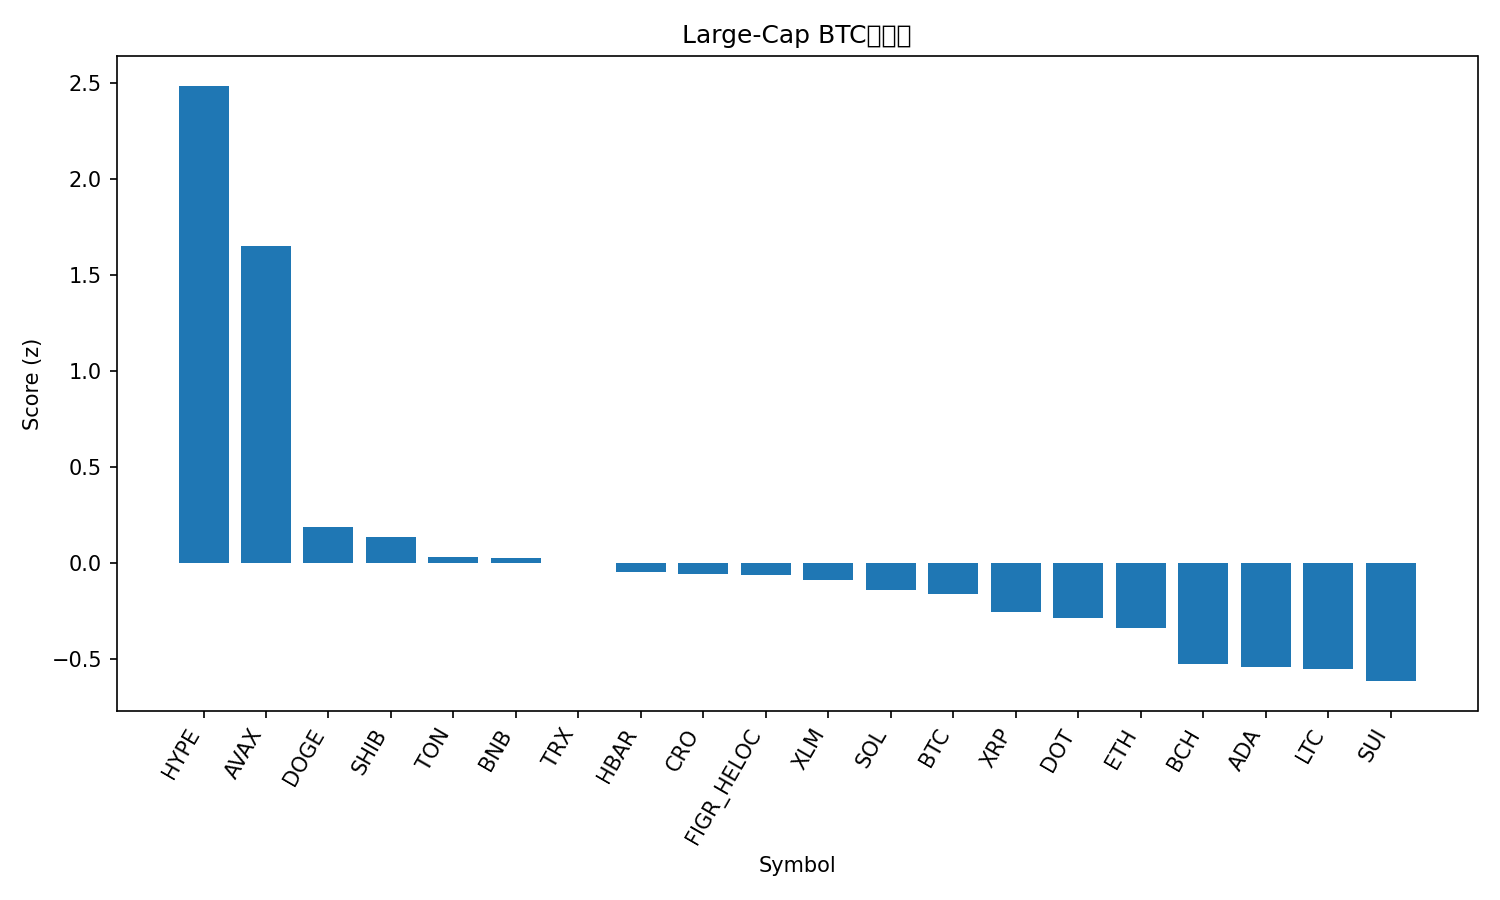 Large-Cap BTC
Score (z)
2.5
2.0
1.5
1.0
0.5
0.0
−0.5
HYPE
AVAX
DOGE
SHIB
TON
BNB
TRX
HBAR
CRO
FIGR_HELOC
XLM
SOL
BTC
XRP
DOT
ETH
BCH
ADA
LTC
SUI
Symbol